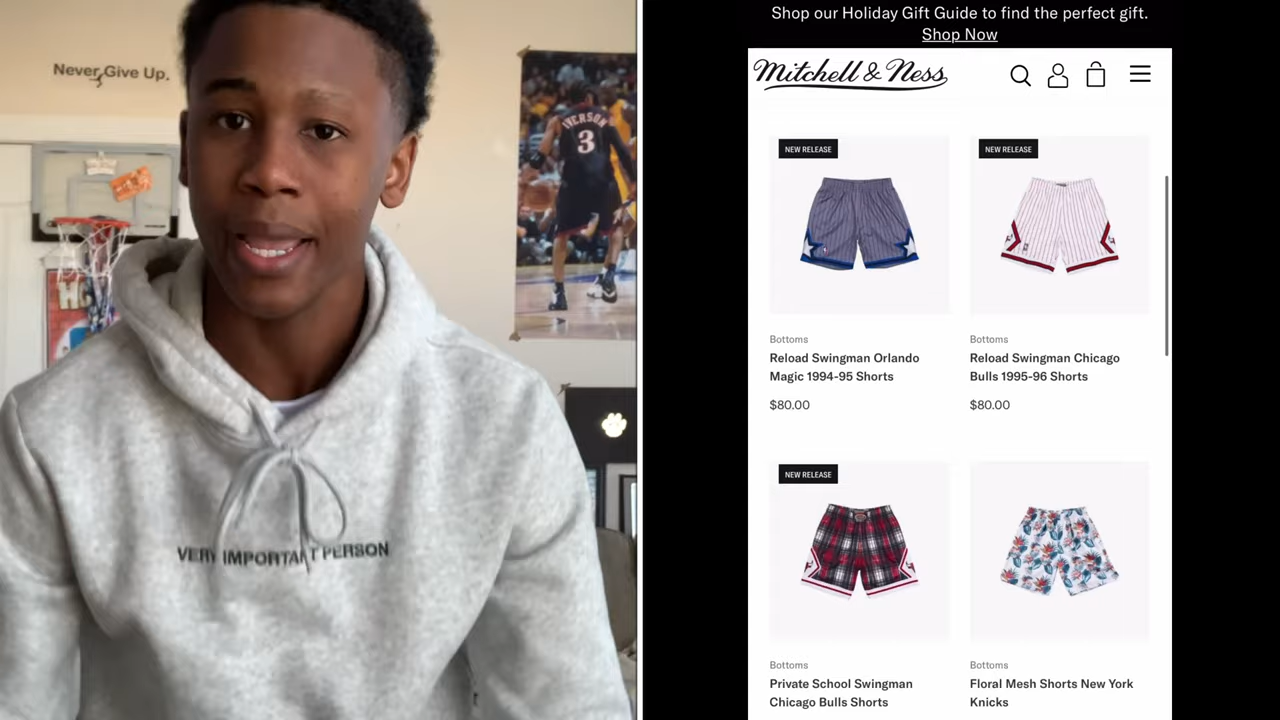 Never Give Up.
IVERSON
3
VERY IMPORTANT PERSON
Shop our Holiday Gift Guide to find the perfect gift.
Shop Now
Mitchell & Ness
NEW RELEASE
NEW RELEASE
Bottoms
Reload Swingman Orlando
Magic 1994-95 Shorts
$80.00
Bottoms
Reload Swingman Chicago
Bulls 1995-96 Shorts
$80.00
NEW RELEASE
Bottoms
Private School Swingman
Chicago Bulls Shorts
Bottoms
Floral Mesh Shorts New York
Knicks